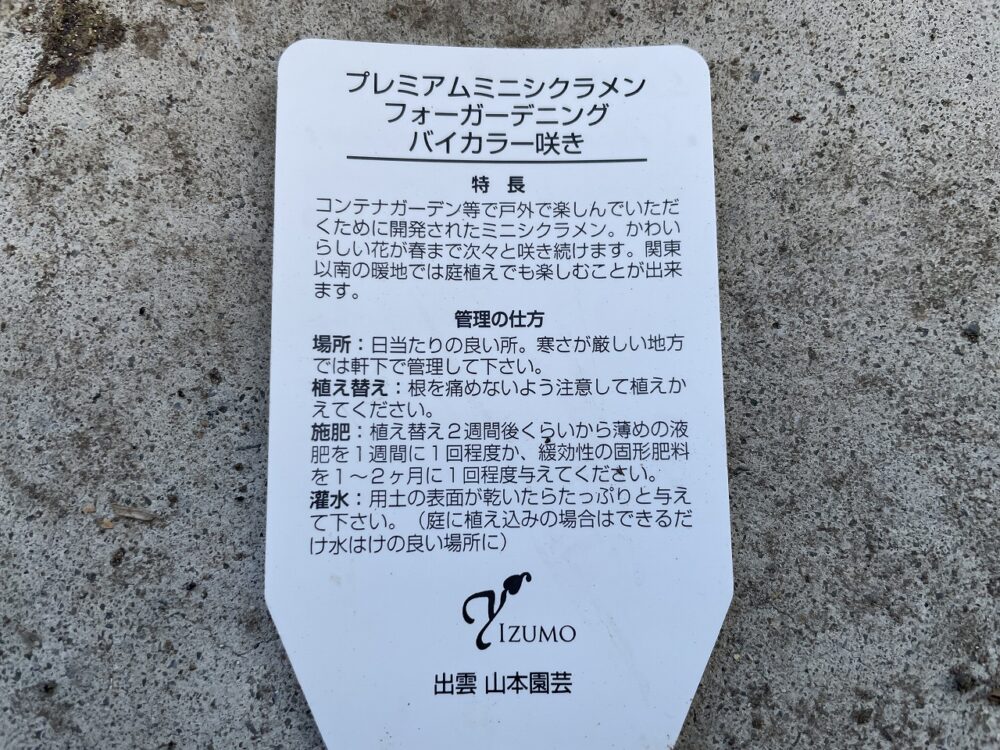 プレミアムミニシクラメン
フォーガーデニング
バイカラー咲き
特 長
コンテナガーデン等で戸外で楽しんでいただ
くために開発されたミニシクラメン。かわい
らしい花が春まで次々と咲き続けます。関東
以南の暖地では庭植えでも楽しむことが出来
ます。
管理の仕方
場所：日当たりの良い所。寒さが厳しい地方
では軒下で管理して下さい。
植え替え：根を痛めないよう注意して植えか
えてください。
施肥：植え替え２週間後くらいから薄めの液
肥を１週間に１回程度か、緩効性の固形肥料
を１～２ヶ月に１回程度与えてください。
灌水：用土の表面が乾いたらたっぷりと与え
て下さい。（庭に植え込みの場合はできるだ
け水はけの良い場所に）
Y IZUMO
出雲 山本園芸